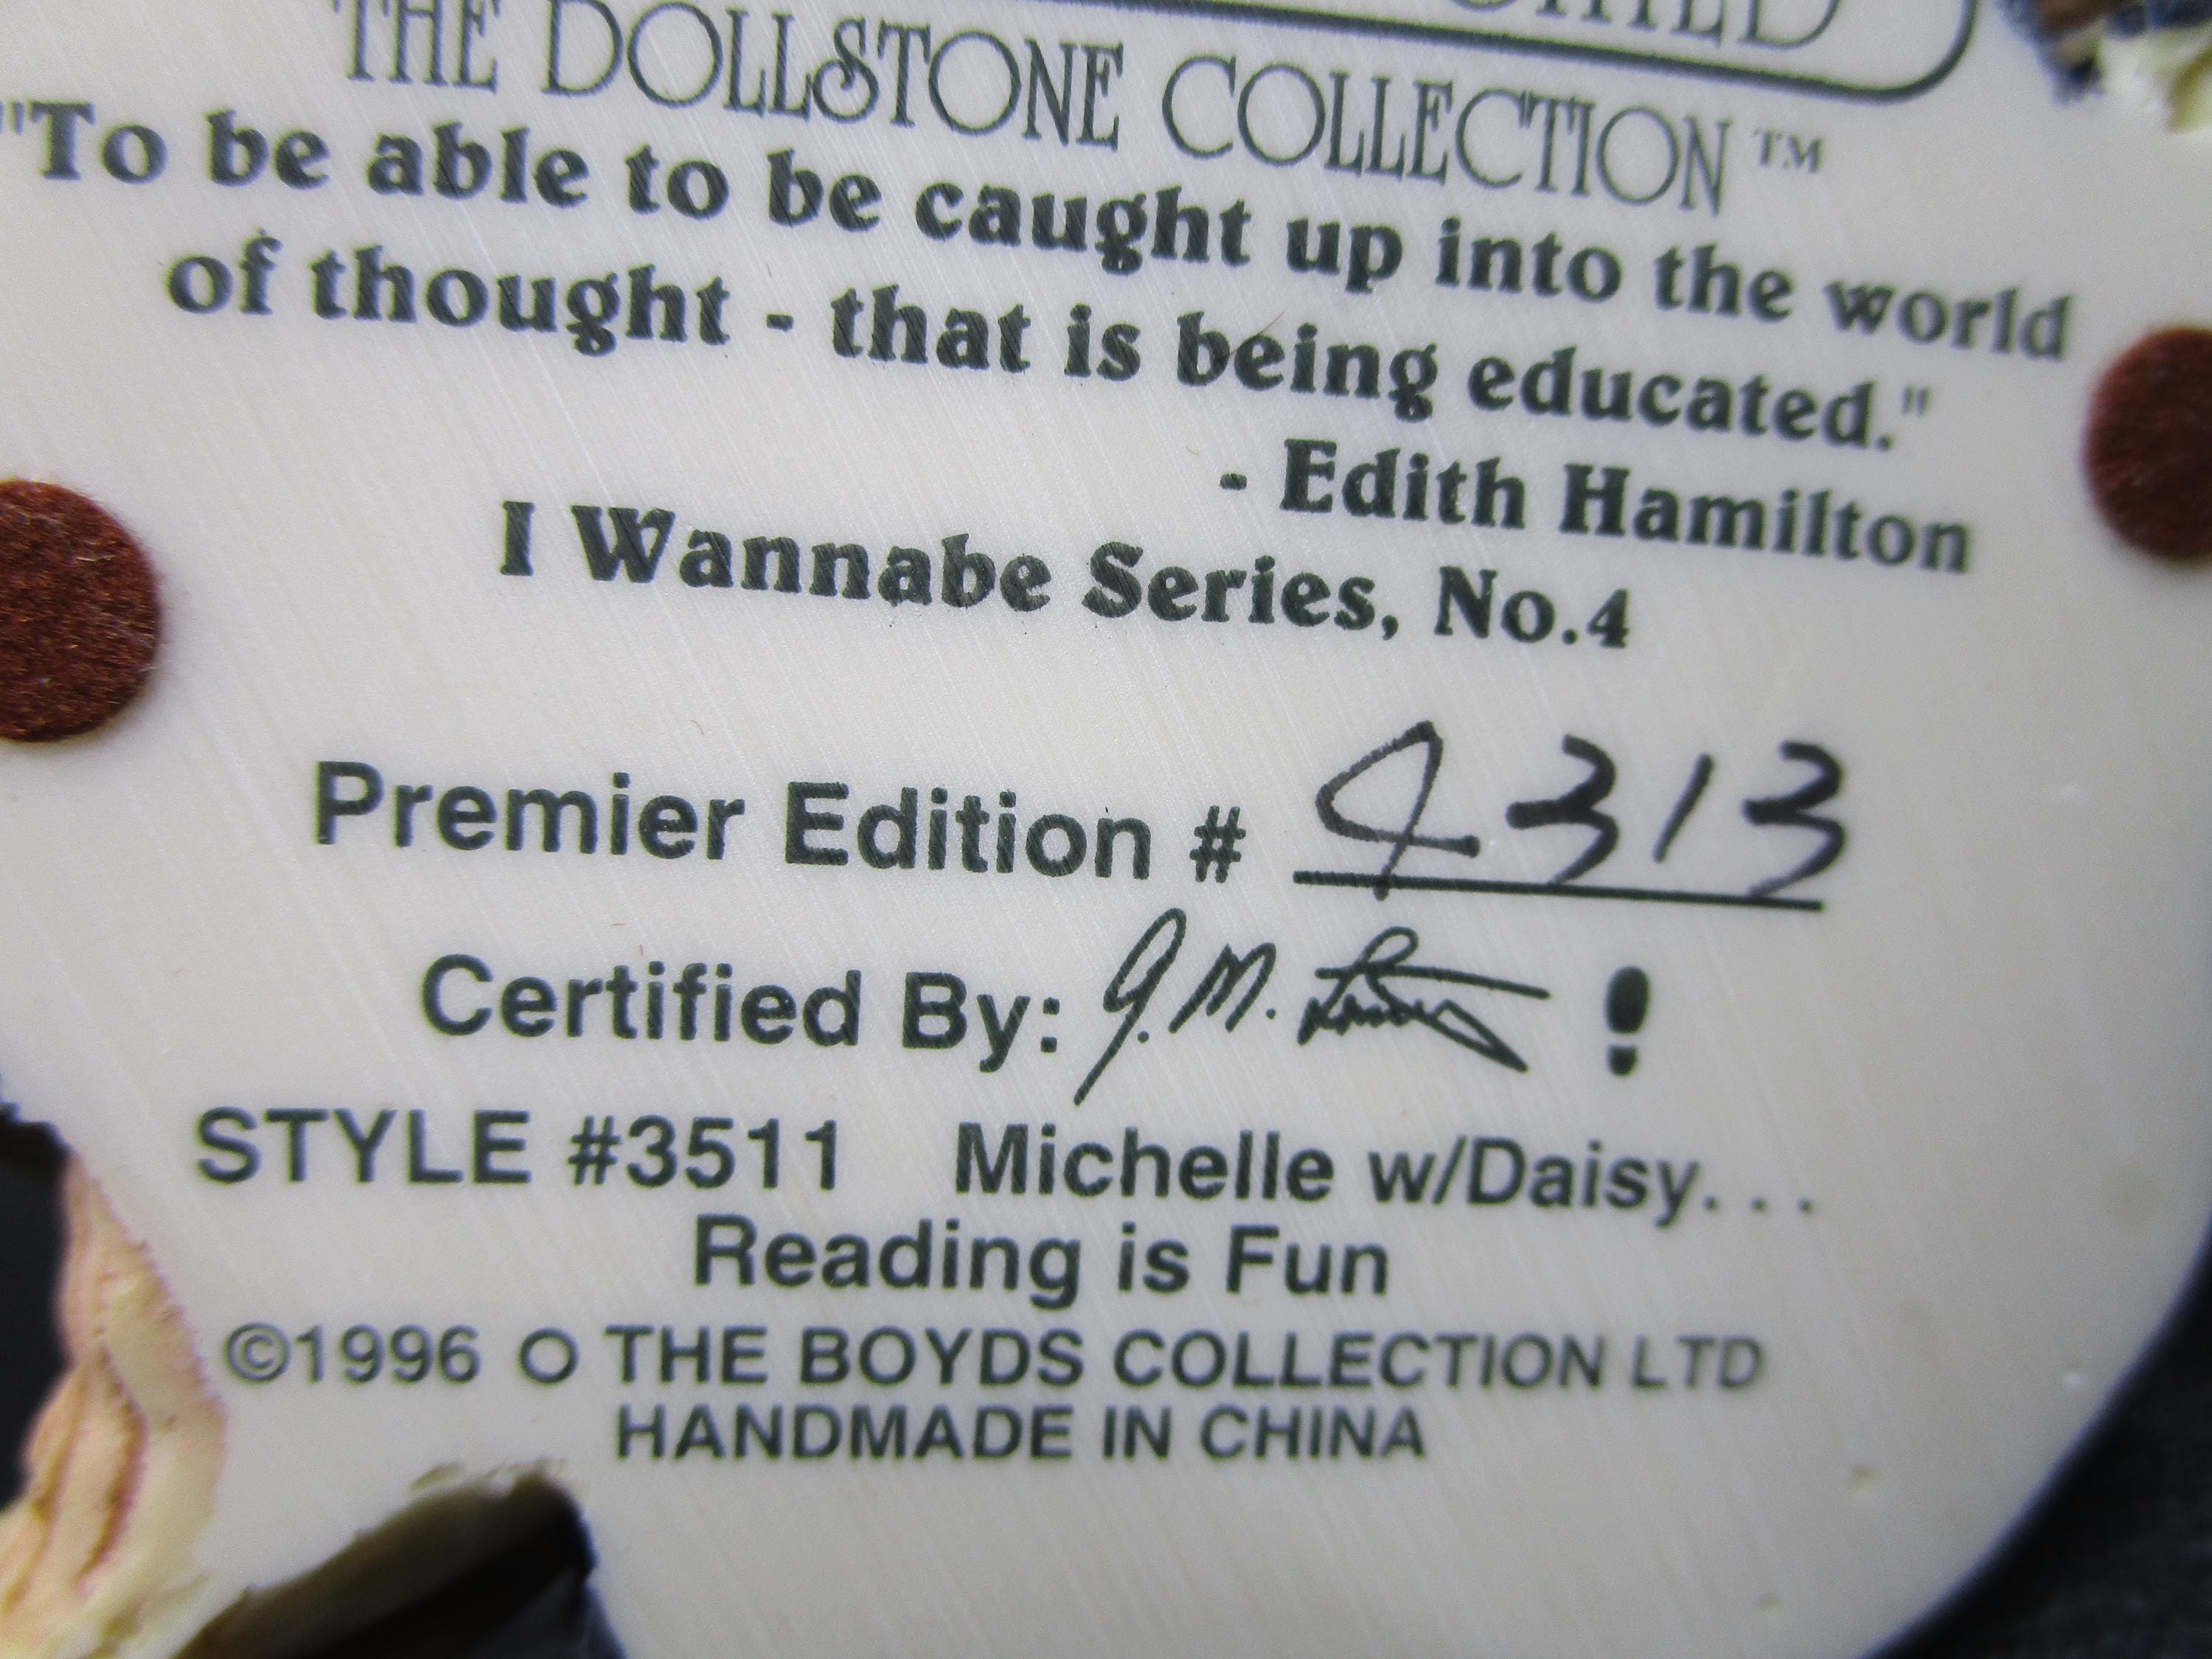 THE DOLLSTONE COLLECTION™
"To be able to be caught up into the world
of thought - that is being educated."
- Edith Hamilton
I Wannabe Series, No.4
Premier Edition # 4313
Certified By: G.M. !
STYLE #3511 Michelle w/Daisy...
Reading is Fun
©1996 O THE BOYDS COLLECTION LTD
HANDMADE IN CHINA